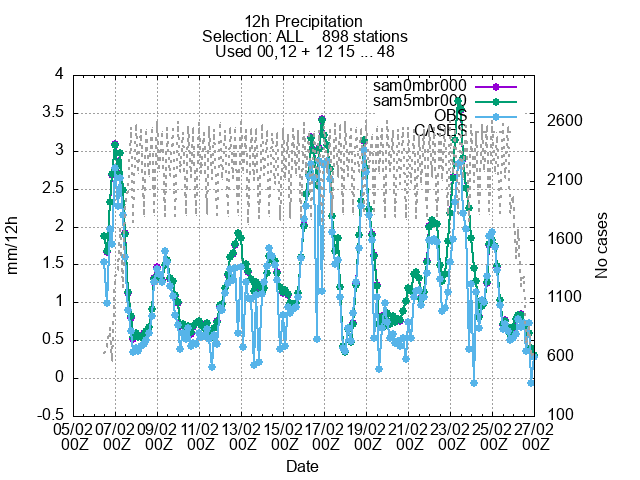 12h Precipitation
Selection: ALL 898 stations
Used 00,12 + 12 15 ... 48
4
3.5
3
2.5
2
1.5
1
0.5
0
-0.5
mm/12h
sam0mbr000
sam5mbr000
OBS
CASES
2600
2100
1600
1100
600
100
No cases
05/02 07/02 09/02 11/02 13/02 15/02 17/02 19/02 21/02 23/02 25/02 27/02
00Z 00Z 00Z 00Z 00Z 00Z 00Z 00Z 00Z 00Z 00Z 00Z
Date